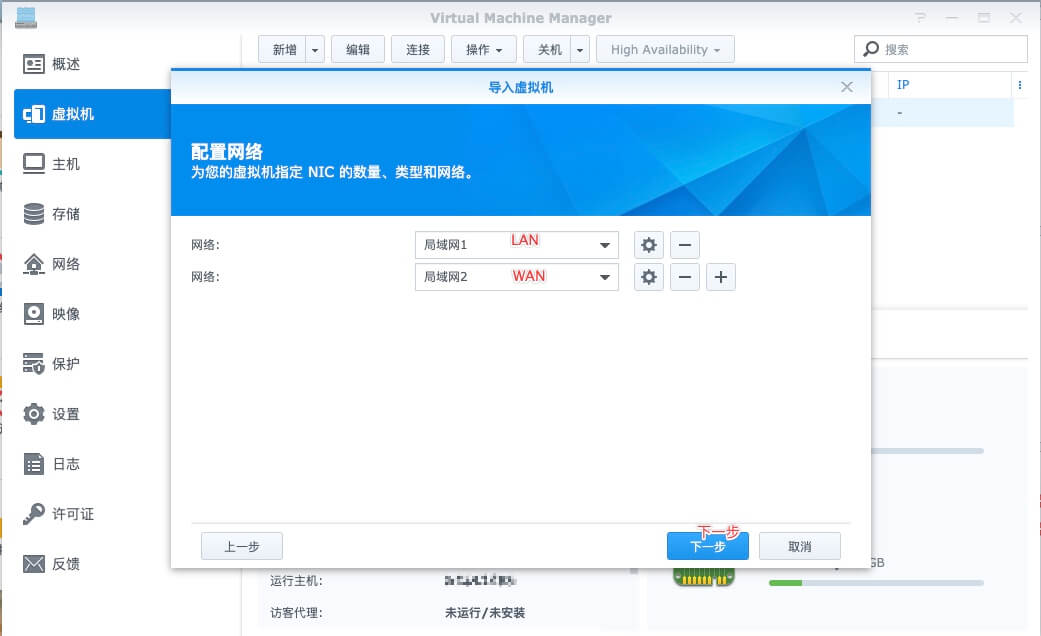 Virtual Machine Manager
新增
编辑
连接
操作
关机
High Availability
搜索
概述
虚拟机
主机
存储
网络
映像
保护
设置
日志
许可证
反馈
IP
-
导入虚拟机
配置网络
为您的虚拟机指定 NIC 的数量、类型和网络。
网络: 局域网1 LAN
网络: 局域网2 WAN
下一步
上一步
下一步
取消
GB
运行主机:
访客代理: 未运行/未安装